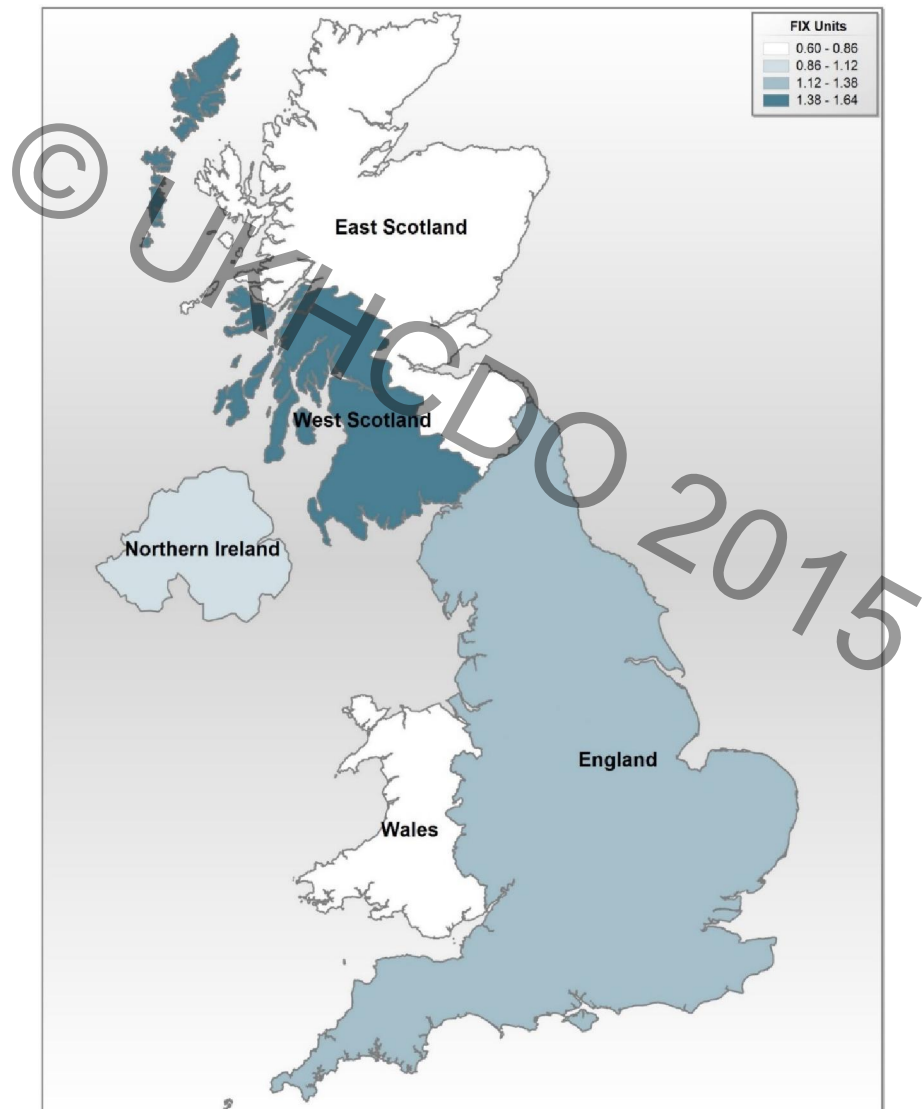 FIX Units
0.60 - 0.86
0.86 - 1.12
1.12 - 1.38
1.38 - 1.64
© UKHCDO 2015
East Scotland
West Scotland
Northern Ireland
England
Wales